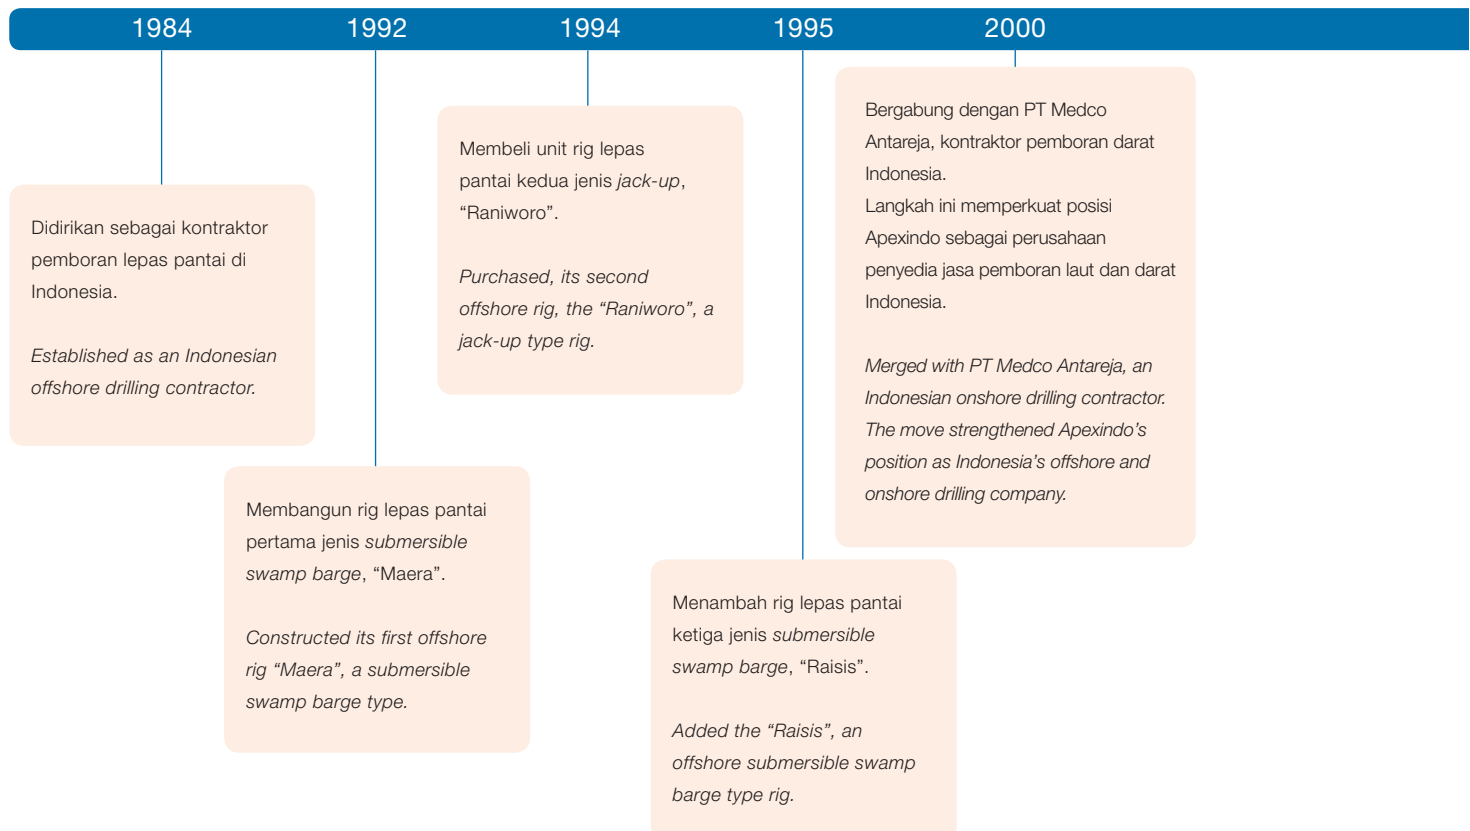 1984
1992
1994
1995
2000
Didirikan sebagai kontraktor
pemboran lepas pantai di
Indonesia.
Established as an Indonesian
offshore drilling contractor.
Membangun rig lepas pantai
pertama jenis submersible
swamp barge, “Maera”.
Constructed its first offshore
rig “Maera”, a submersible
swamp barge type.
Membeli unit rig lepas
pantai kedua jenis jack-up,
“Raniworo”.
Purchased, its second
offshore rig, the “Raniworo”, a
jack-up type rig.
Menambah rig lepas pantai
ketiga jenis submersible
swamp barge, “Raisis”.
Added the “Raisis”, an
offshore submersible swamp
barge type rig.
Bergabung dengan PT Medco
Antareja, kontraktor pemboran darat
Indonesia.
Langkah ini memperkuat posisi
Apexindo sebagai perusahaan
penyedia jasa pemboran laut dan darat
Indonesia.
Merged with PT Medco Antareja, an
Indonesian onshore drilling contractor.
The move strengthened Apexindo’s
position as Indonesia’s offshore and
onshore drilling company.